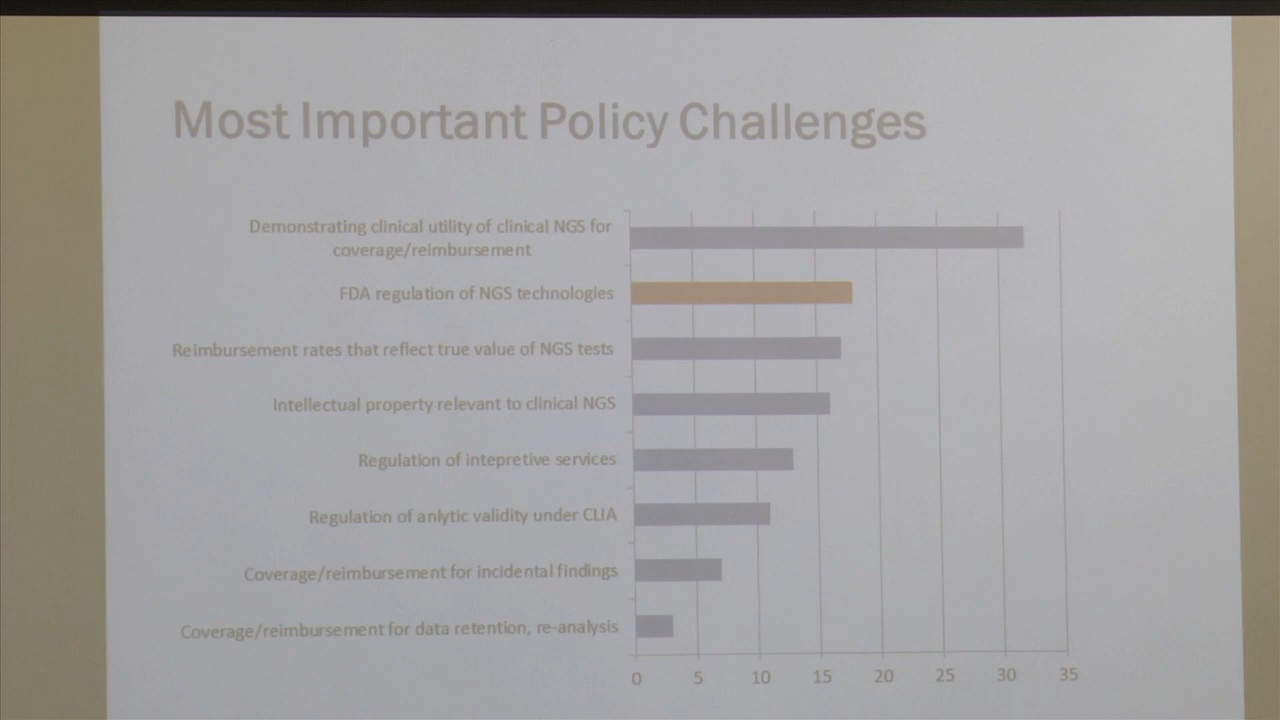 Most Important Policy Challenges
Demonstrating clinical utility of clinical NGS for
coverage/reimbursement
FDA regulation of NGS technologies
Reimbursement rates that reflect true value of NGS tests
Intellectual property relevant to clinical NGS
Regulation of intepretive services
Regulation of anlytic validity under CLIA
Coverage/reimbursement for incidental findings
Coverage/reimbursement for data retention, re-analysis
0 5 10 15 20 25 30 35